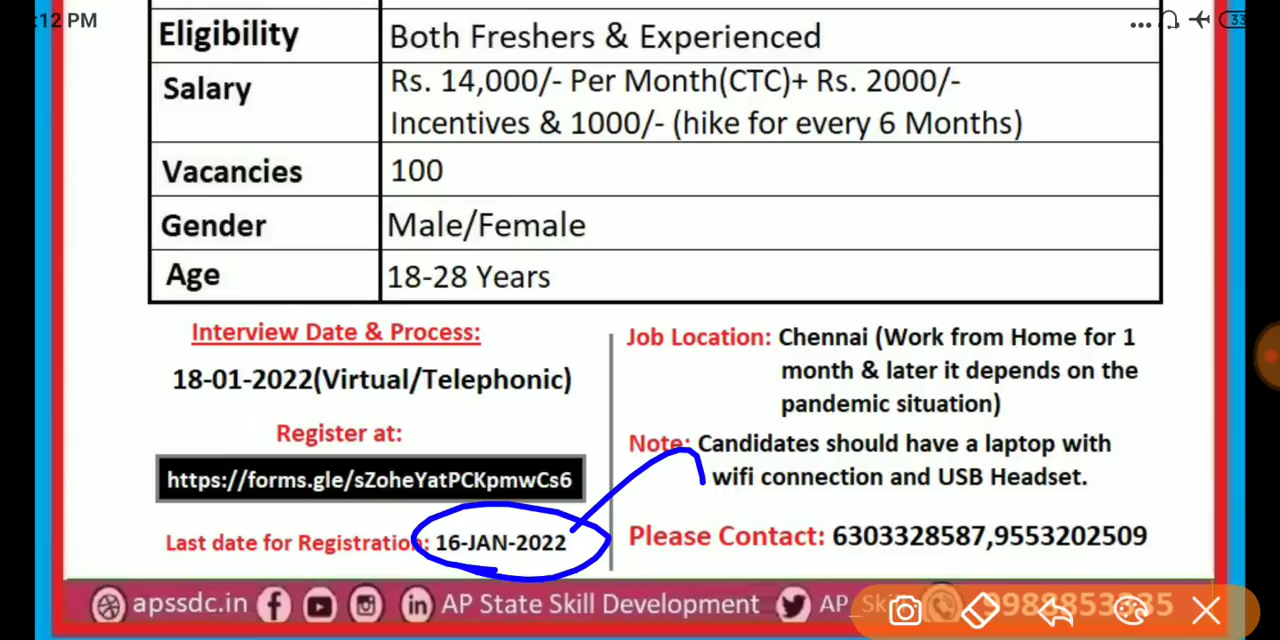 :12 PM
33
Eligibility Both Freshers & Experienced
Salary Rs. 14,000/- Per Month(CTC)+ Rs. 2000/-
Incentives & 1000/- (hike for every 6 Months)
Vacancies 100
Gender Male/Female
Age 18-28 Years
Interview Date & Process:
18-01-2022(Virtual/Telephonic)
Register at:
https://forms.gle/sZoheYatPCKpmwCs6
Last date for Registration: 16-JAN-2022
Job Location: Chennai (Work from Home for 1
month & later it depends on the
pandemic situation)
Note: Candidates should have a laptop with
wifi connection and USB Headset.
Please Contact: 6303328587,9553202509
apssdc.in AP State Skill Development AP